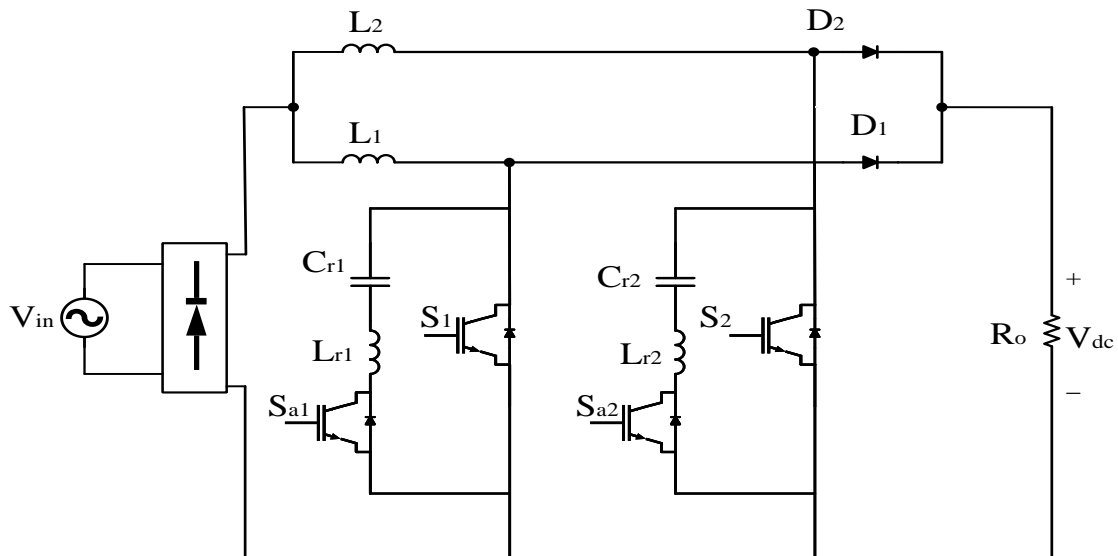 L2
D2
L1
D1
Cr1
Cr2
Vin
S1
S2
+
Lr1
Lr2
Ro
Vdc
Sa1
Sa2
−